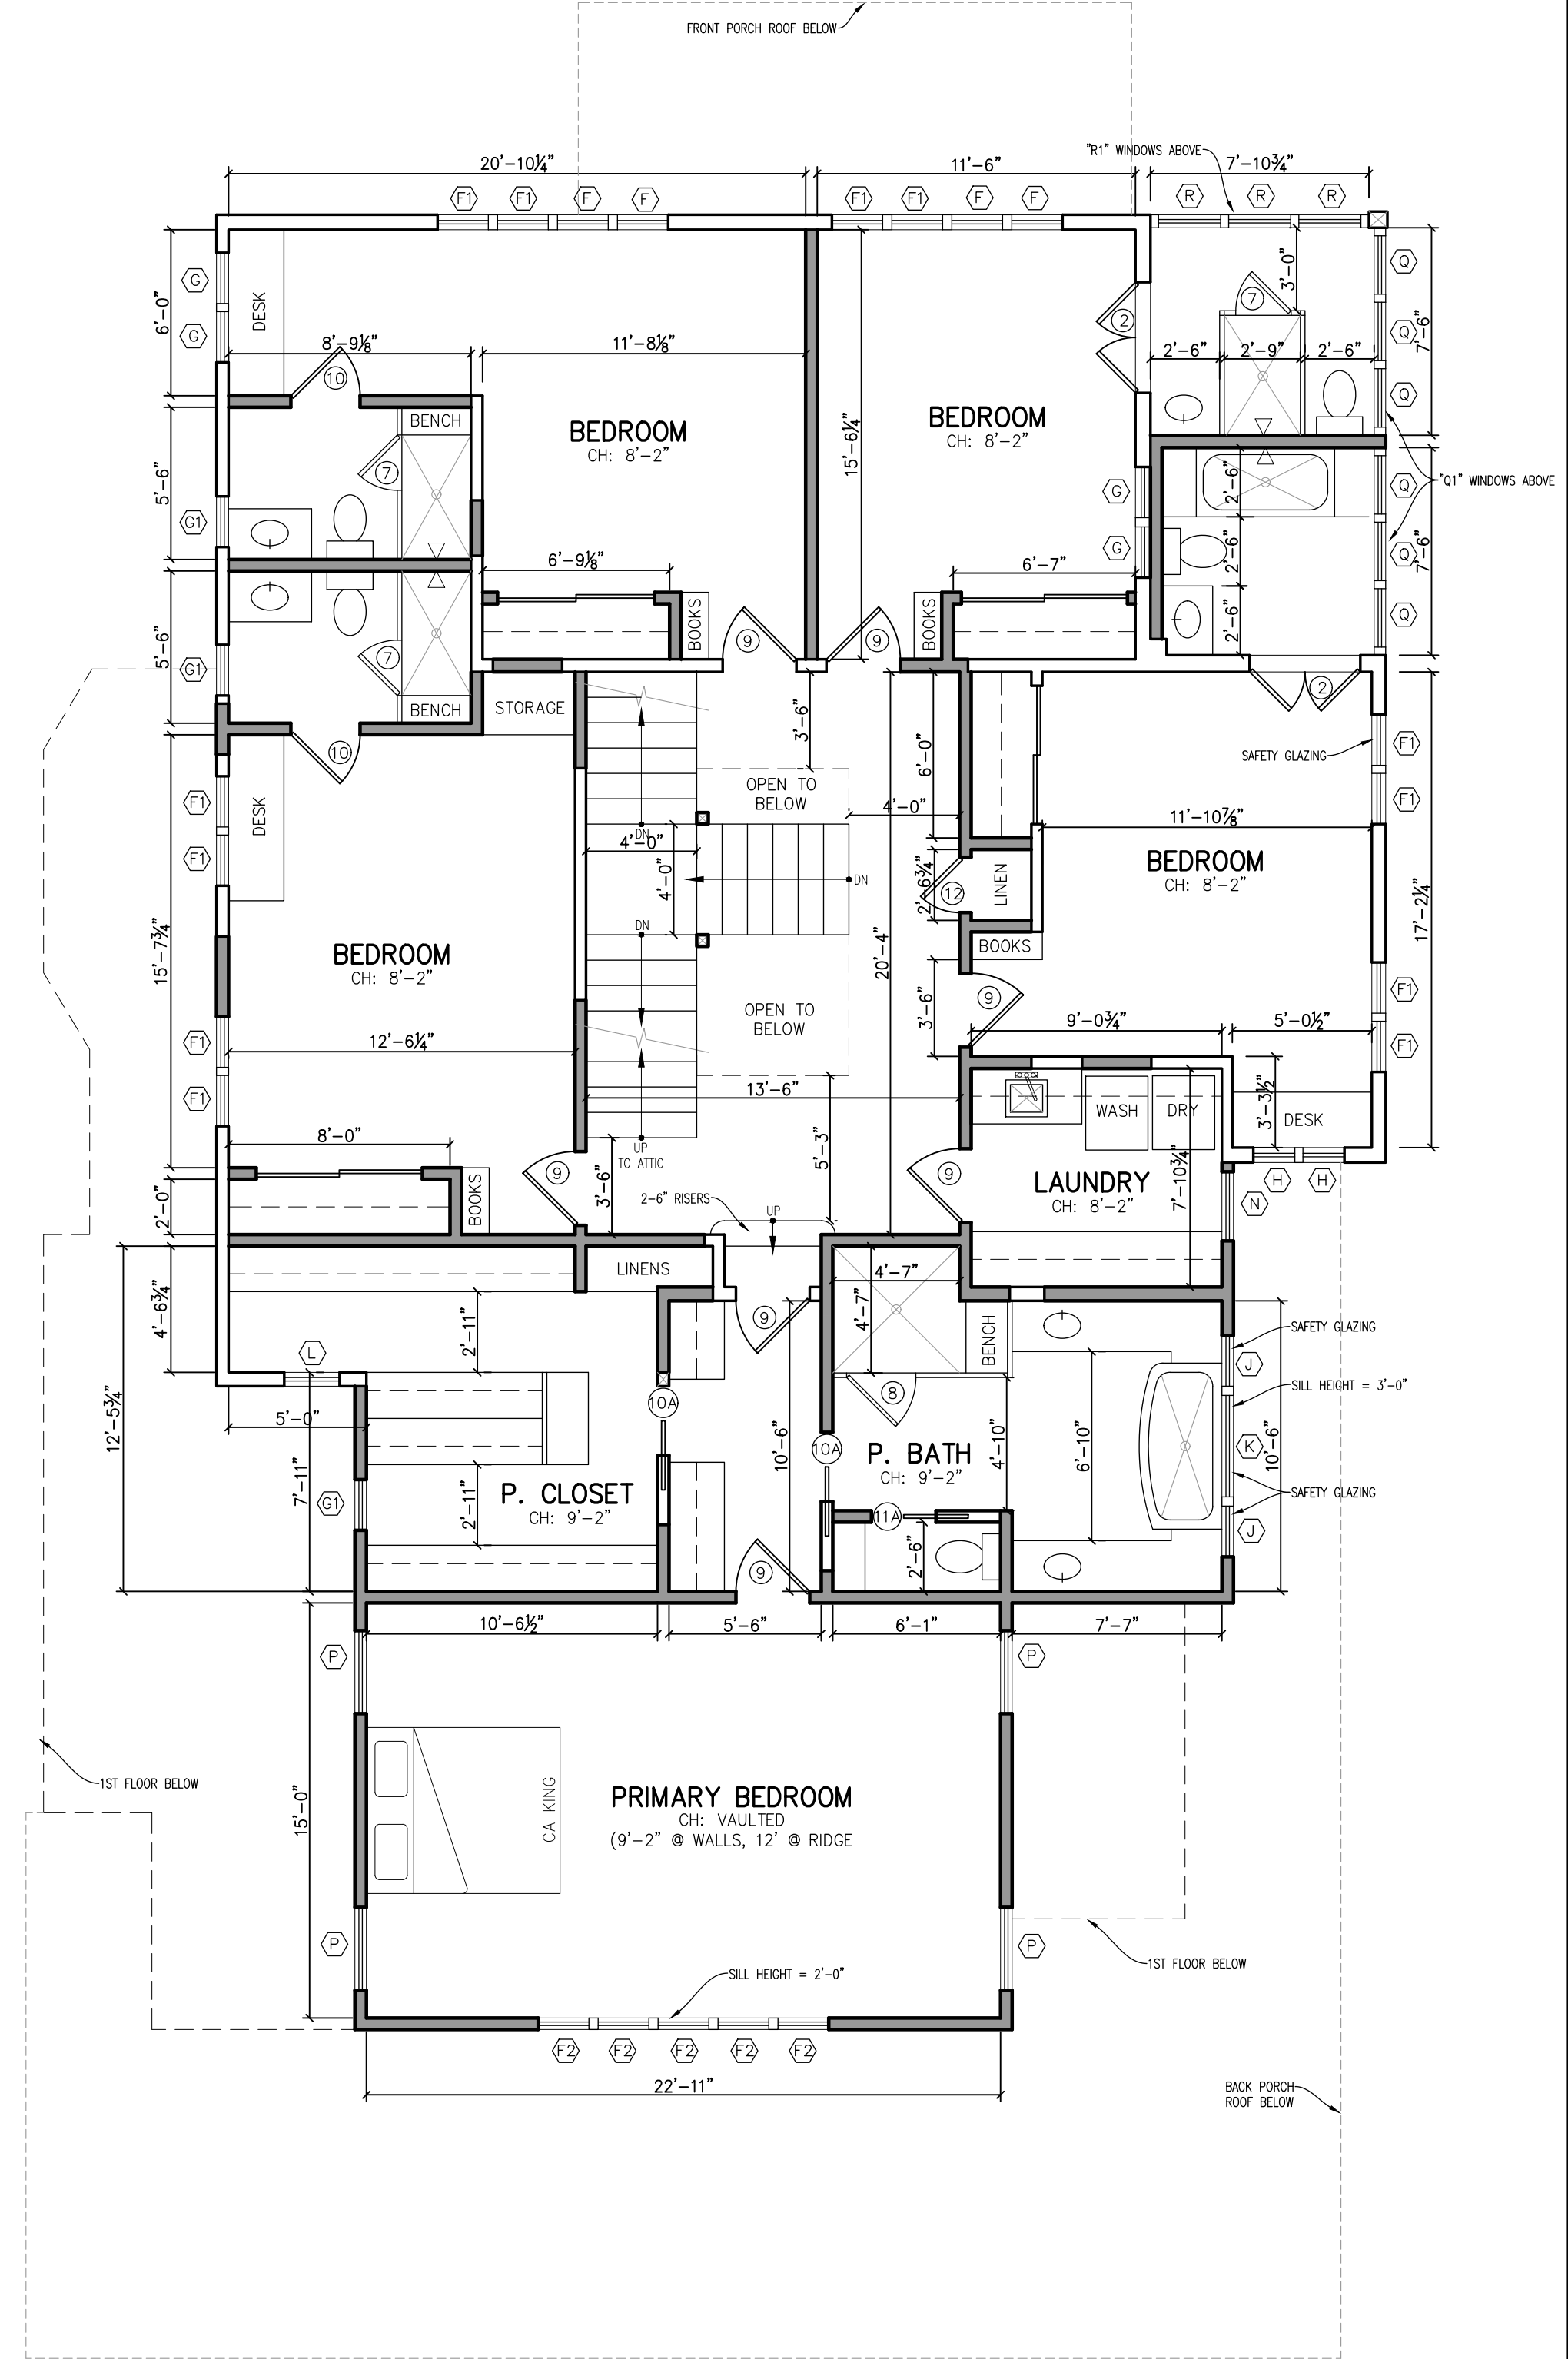 FRONT PORCH ROOF BELOW
"R1" WINDOWS ABOVE
20'-10¼"
11'-6"
7'-10¾"
F1
F1
F
F
F1
F1
F
F
R
R
R
G
G
6'-0"
DESK
8'-9⅛"
11'-8⅛"
10
2
7
3'-0"
2'-6"
2'-9"
2'-6"
Q
Q
Q
7'-6"
BENCH
BEDROOM
CH: 8'-2"
BEDROOM
CH: 8'-2"
15'-6¼"
7
5'-6"
G1
G
G
2'-6"
2'-6"
2'-6"
Q
Q
Q
7'-6"
"Q1" WINDOWS ABOVE
6'-9⅛"
6'-7"
BOOKS
BOOKS
9
9
5'-6"
G1
7
BENCH
STORAGE
10
2
3'-6"
6'-0"
SAFETY GLAZING
F1
F1
F1
F1
DESK
OPEN TO
BELOW
4'-0"
DN
4'-0"
4'-0"
DN
DN
11'-10⅞"
BEDROOM
CH: 8'-2"
2'-6¾"
12
LINEN
BOOKS
17'-2¼"
15'-7¾"
BEDROOM
CH: 8'-2"
20'-4"
OPEN TO
BELOW
3'-6"
9
F1
F1
9'-0¾"
5'-0½"
F1
F1
12'-6¼"
13'-6"
WASH
DRY
3'-3½"
DESK
8'-0"
UP
TO ATTIC
5'-3"
9
9
LAUNDRY
CH: 8'-2"
7'-10¾"
H
H
N
2'-0"
BOOKS
3'-6"
2-6" RISERS
UP
LINENS
4'-7"
4'-7"
4'-6¾"
2'-11"
9
BENCH
SAFETY GLAZING
J
SILL HEIGHT = 3'-0"
L
10A
8
12'-5¾"
5'-0"
7'-11"
10'-6"
10A
P. BATH
CH: 9'-2"
4'-10"
6'-10"
K
10'-6"
G1
2'-11"
P. CLOSET
CH: 9'-2"
11A
SAFETY GLAZING
J
2'-6"
9
10'-6½"
5'-6"
6'-1"
7'-7"
P
P
1ST FLOOR BELOW
15'-0"
CA KING
PRIMARY BEDROOM
CH: VAULTED
(9'-2" @ WALLS, 12' @ RIDGE
P
P
1ST FLOOR BELOW
SILL HEIGHT = 2'-0"
F2
F2
F2
F2
F2
22'-11"
BACK PORCH
ROOF BELOW